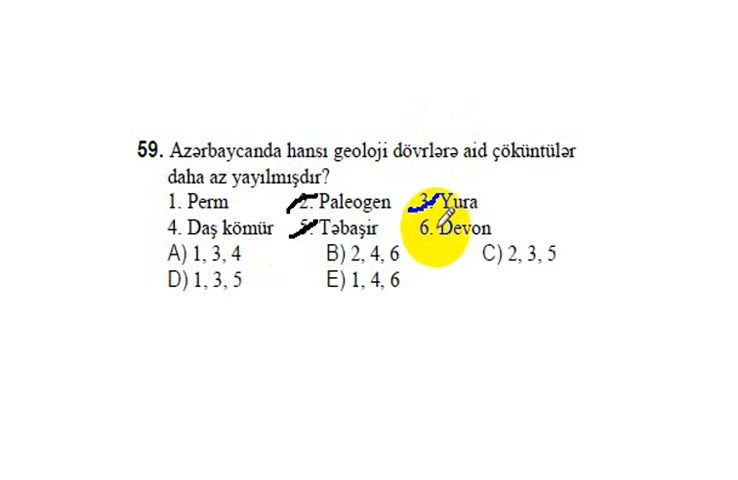 59. Azərbaycanda hansı geoloji dövrlərə aid çöküntülər
daha az yayılmışdır?
1. Perm 2. Paleogen 3. Yura
4. Daş kömür 5. Təbaşir 6. Devon
A) 1, 3, 4 B) 2, 4, 6 C) 2, 3, 5
D) 1, 3, 5 E) 1, 4, 6